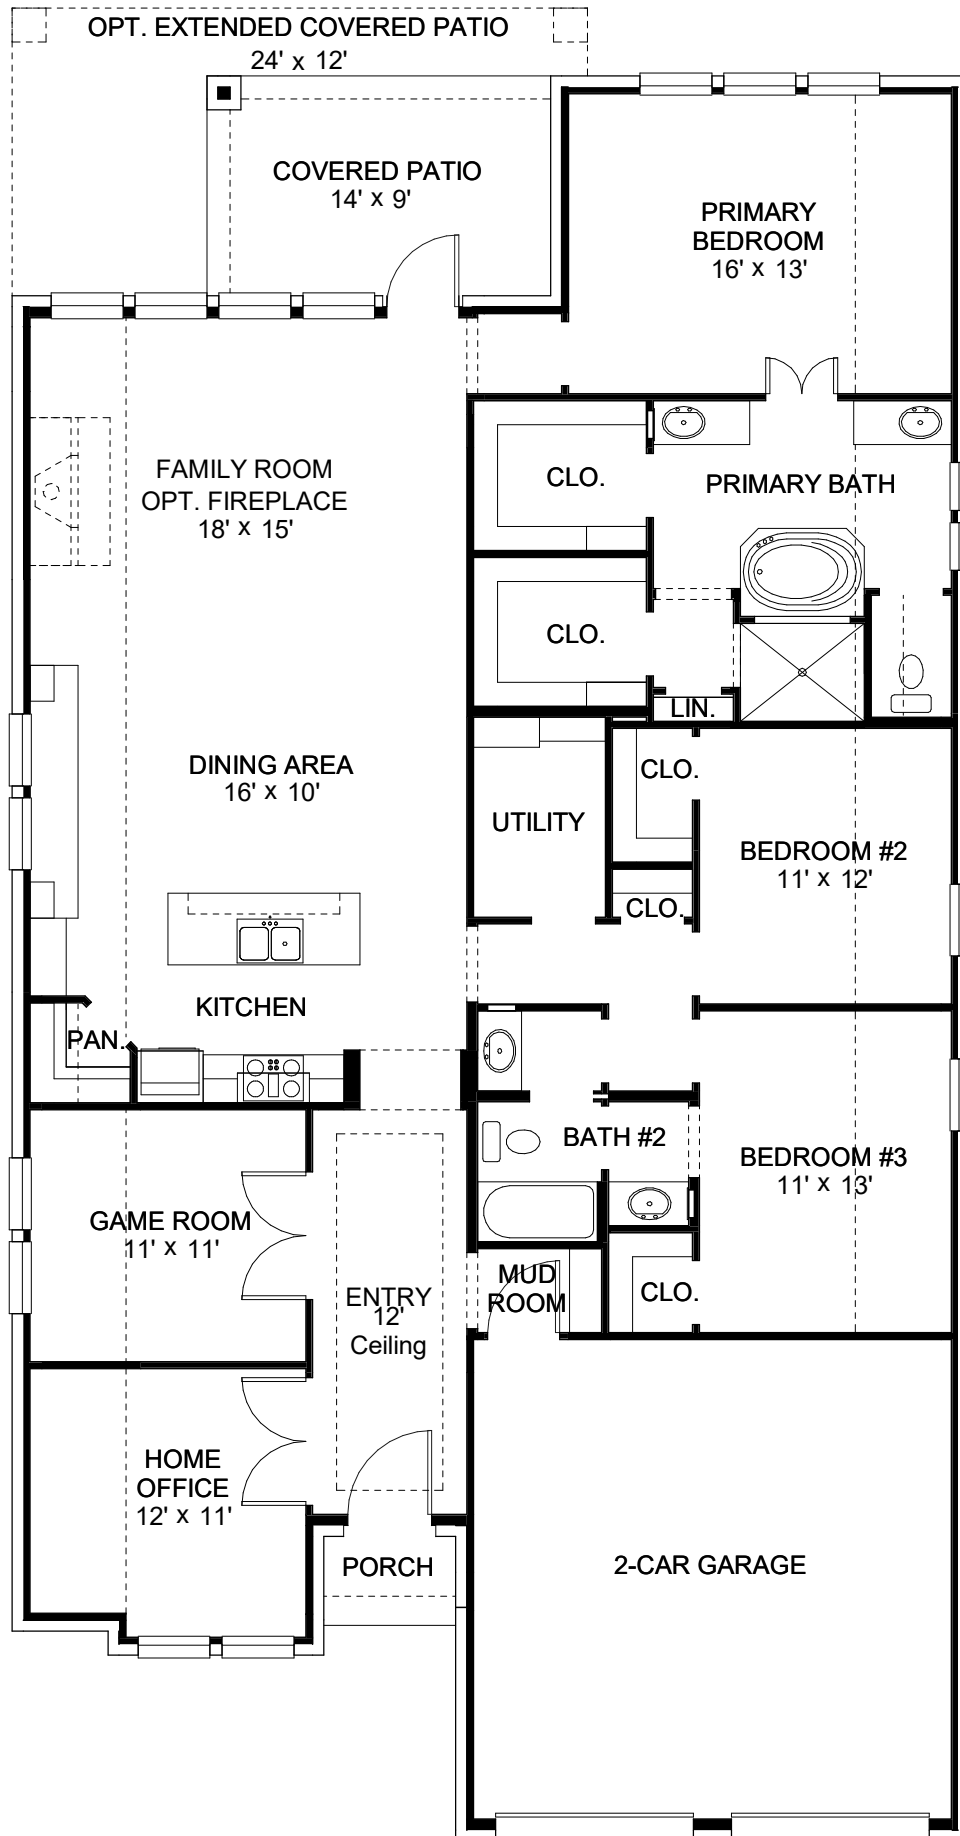 OPT. EXTENDED COVERED PATIO
24' x 12'
COVERED PATIO
14' x 9'
PRIMARY
BEDROOM
16' x 13'
FAMILY ROOM
OPT. FIREPLACE
18' x 15'
CLO.
PRIMARY BATH
CLO.
LIN.
DINING AREA
16' x 10'
UTILITY
CLO.
BEDROOM #2
11' x 12'
CLO.
KITCHEN
PAN.
BATH #2
BEDROOM #3
11' x 13'
GAME ROOM
11' x 11'
MUD
ROOM
CLO.
ENTRY
12'
Ceiling
HOME
OFFICE
12' x 11'
PORCH
2-CAR GARAGE